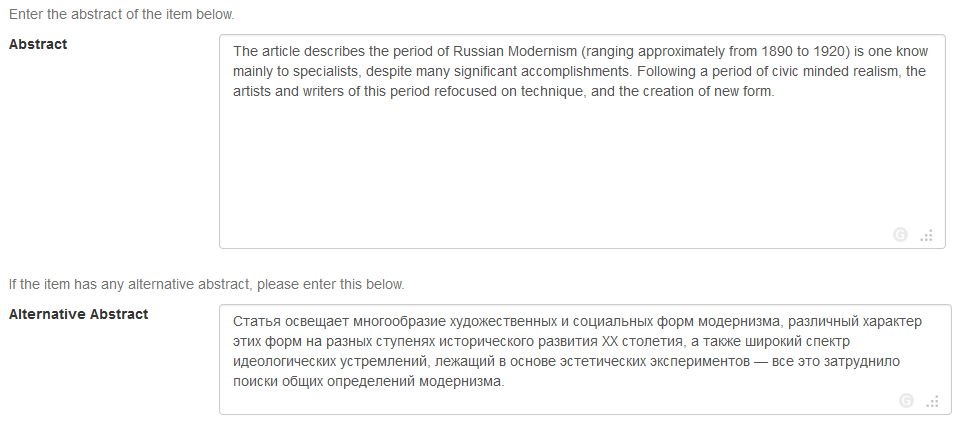 Enter the abstract of the item below.
Abstract
The article describes the period of Russian Modernism (ranging approximately from 1890 to 1920) is one know
mainly to specialists, despite many significant accomplishments. Following a period of civic minded realism, the
artists and writers of this period refocused on technique, and the creation of new form.
If the item has any alternative abstract, please enter this below.
Alternative Abstract
Статья освещает многообразие художественных и социальных форм модернизма, различный характер
этих форм на разных ступенях исторического развития XX столетия, а также широкий спектр
идеологических устремлений, лежащий в основе эстетических экспериментов — все это затруднило
поиски общих определений модернизма.